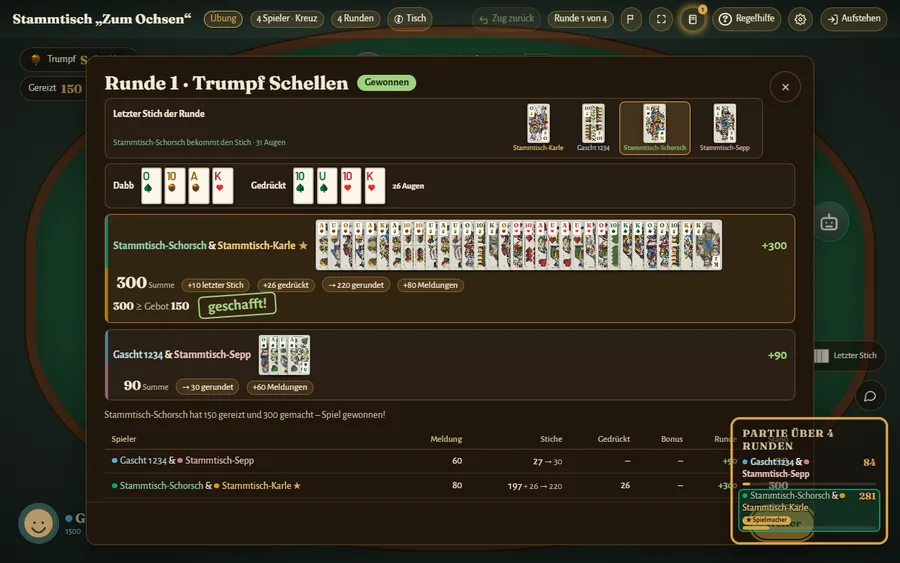 Stammtisch „Zum Ochsen“
Übung
4 Spieler · Kreuz
4 Runden
Tisch
Zug zurück
Runde 1 von 4
5
Regelhilfe
Aufstehen
Trumpf
Gereizt 150
Runde 1 · Trumpf Schellen
Gewonnen
Letzter Stich der Runde
Stammtisch-Schorsch bekommt den Stich · 31 Augen
Stammtisch-Karle
Gascht 1234
Stammtisch-Schorsch
Stammtisch-Sepp
Dabb
O
10
A
K
Gedrückt
10
U
10
K
26 Augen
Stammtisch-Schorsch & Stammtisch-Karle ★
+300
300 Summe
+10 letzter Stich
+26 gedrückt
→ 220 gerundet
+80 Meldungen
300 ≥ Gebot 150
geschafft!
Gascht 1234 & Stammtisch-Sepp
+90
90 Summe
→ 30 gerundet
+60 Meldungen
Letzter Stich
Stammtisch-Schorsch hat 150 gereizt und 300 gemacht – Spiel gewonnen!
Spieler Meldung Stiche Gedrückt Bonus
Gascht 1234 & Stammtisch-Sepp 60 27 → 30 – –
Stammtisch-Schorsch & Stammtisch-Karle ★ 80 197 + 26 → 220 26 –
PARTIE ÜBER 4
RUNDEN
Gascht 1234 & 84
Stammtisch-Sepp
Stammtisch-Schorsch & 281
Stammtisch-Karle
★ Spielmacher
1500